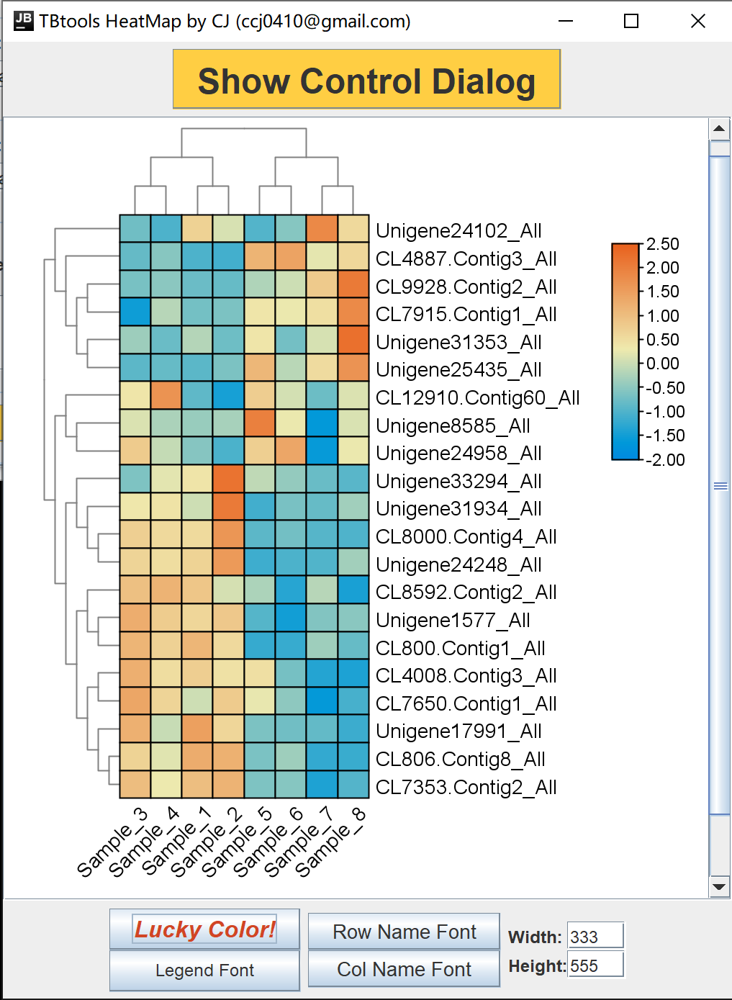 JB TBtools HeatMap by CJ (ccj0410@gmail.com)
Show Control Dialog
Unigene24102_All
CL4887.Contig3_All
CL9928.Contig2_All
CL7915.Contig1_All
Unigene31353_All
Unigene25435_All
CL12910.Contig60_All
Unigene8585_All
Unigene24958_All
Unigene33294_All
Unigene31934_All
CL8000.Contig4_All
Unigene24248_All
CL8592.Contig2_All
Unigene1577_All
CL800.Contig1_All
CL4008.Contig3_All
CL7650.Contig1_All
Unigene17991_All
CL806.Contig8_All
CL7353.Contig2_All
2.50
2.00
1.50
1.00
0.50
0.00
-0.50
-1.00
-1.50
-2.00
Sample_3
Sample_4
Sample_1
Sample_2
Sample_5
Sample_6
Sample_7
Sample_8
Lucky Color!
Row Name Font
Legend Font
Col Name Font
Width: 333
Height: 555